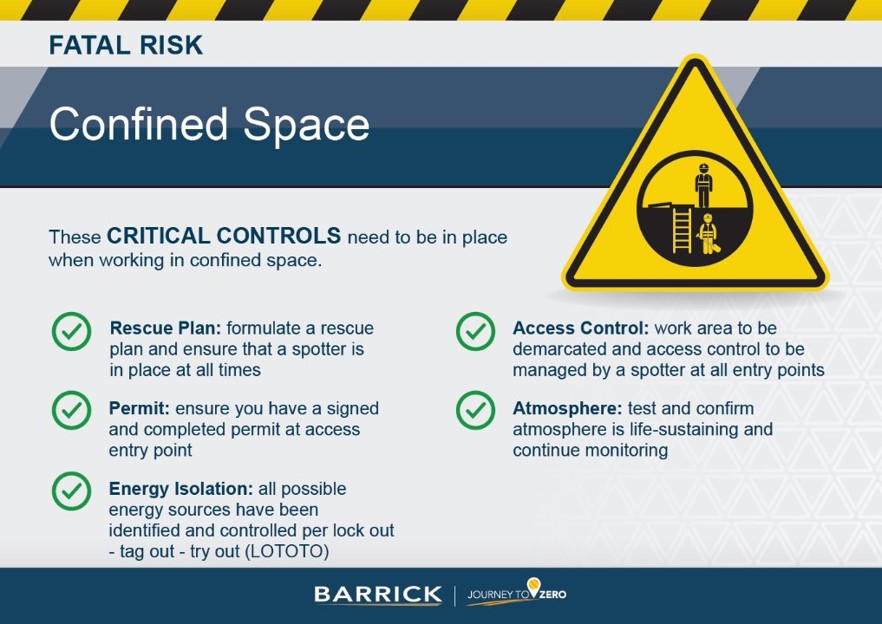 FATAL RISK
Confined Space
These CRITICAL CONTROLS need to be in place
when working in confined space.
Rescue Plan: formulate a rescue
plan and ensure that a spotter is
in place at all times
Permit: ensure you have a signed
and completed permit at access
entry point
Energy Isolation: all possible
energy sources have been
identified and controlled per lock out
- tag out - try out (LOTOTO)
Access Control: work area to be
demarcated and access control to be
managed by a spotter at all entry points
Atmosphere: test and confirm
atmosphere is life-sustaining and
continue monitoring
BARRICK | JOURNEY TO ZERO